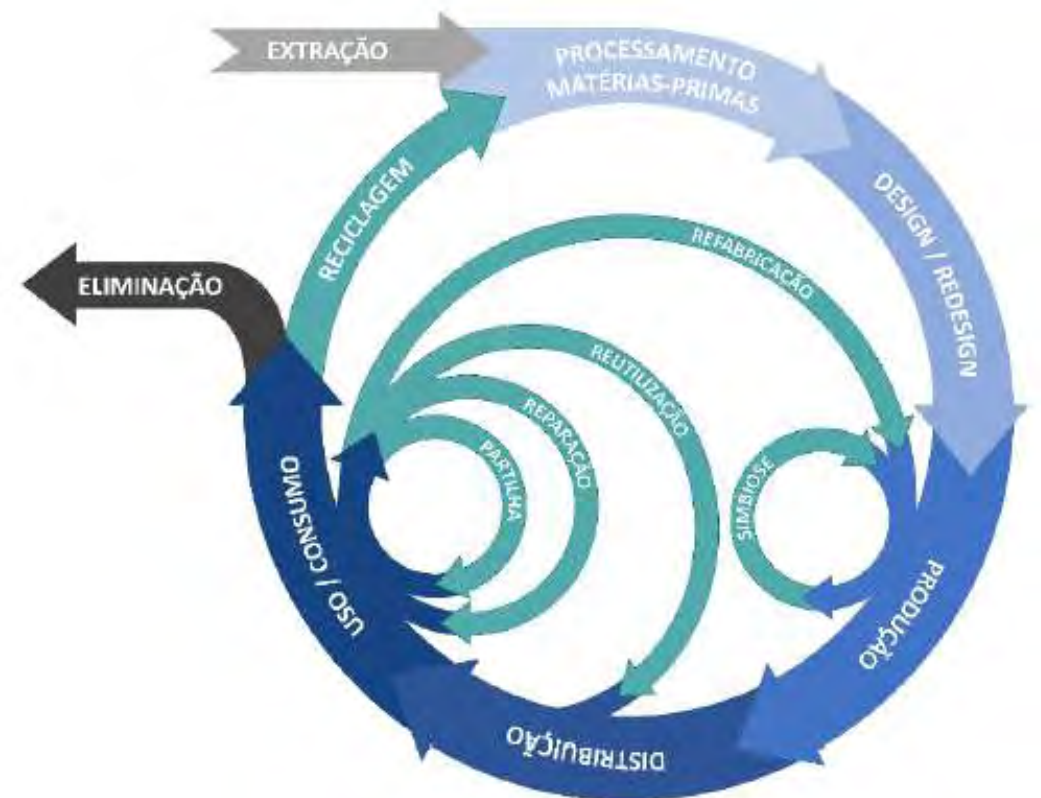 EXTRAÇÃO
PROCESSAMENTO
MATÉRIAS-PRIMAS
DESIGN / REDESIGN
PRODUÇÃO
DISTRIBUIÇÃO
USO / CONSUMO
ELIMINAÇÃO
RECICLAGEM
REFABRICAÇÃO
REUTILIZAÇÃO
REPARAÇÃO
PARTILHA
SIMBIOSE